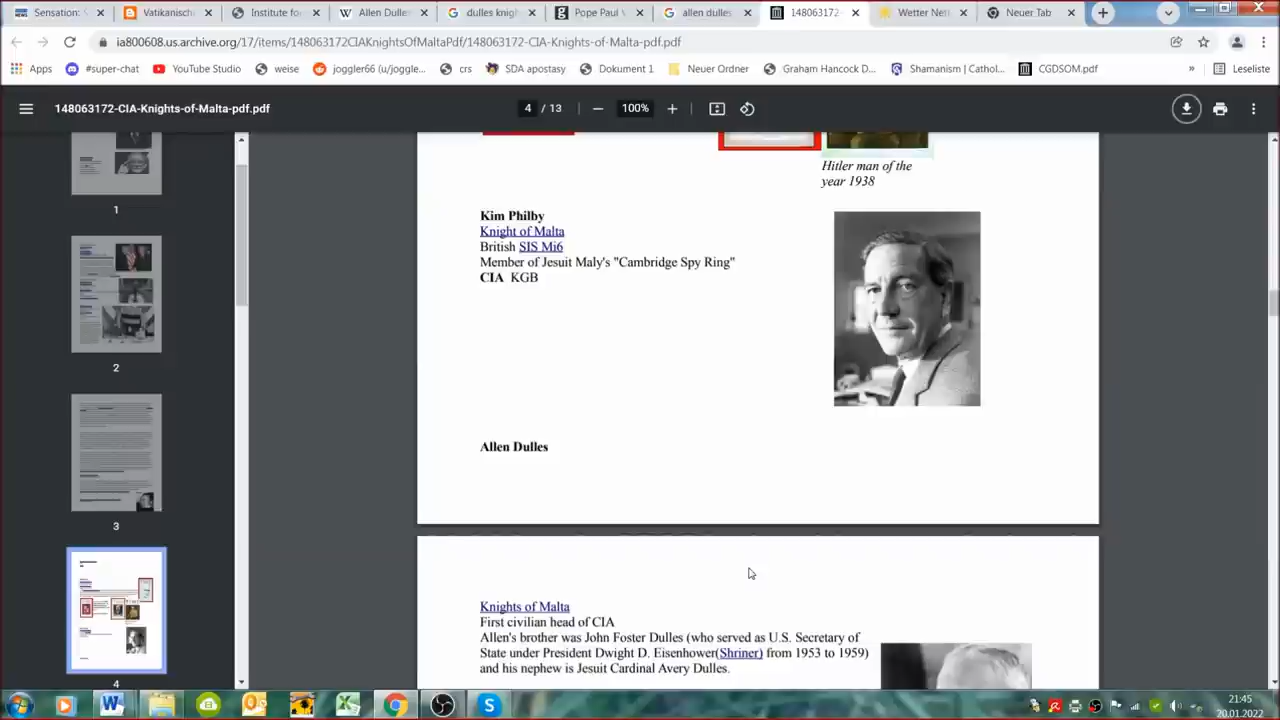 Sensation: V
Vatikanische
Institute fo
Allen Dulle
dulles knigh
Pope Paul V
allen dulles
148063172-
Wetter Nett
Neuer Tab
ia800608.us.archive.org/17/items/148063172CIAKnightsOfMaltaPdf/148063172-CIA-Knights-of-Malta-pdf.pdf
Apps
#super-chat
YouTube Studio
weise
joggler66 (u/joggle...
crs
SDA apostasy
Dokument 1
Neuer Ordner
Graham Hancock D...
Shamanism | Cathol...
CGDSOM.pdf
»
Leseliste
148063172-CIA-Knights-of-Malta-pdf.pdf
4 / 13
100%
1
2
3
4
Hitler man of the
year 1938
Kim Philby
Knight of Malta
British SIS Mi6
Member of Jesuit Maly's "Cambridge Spy Ring"
CIA KGB
Allen Dulles
Knights of Malta
First civilian head of CIA
Allen's brother was John Foster Dulles (who served as U.S. Secretary of
State under President Dwight D. Eisenhower(Shriner) from 1953 to 1959)
and his nephew is Jesuit Cardinal Avery Dulles.
21:45
20.01.2022